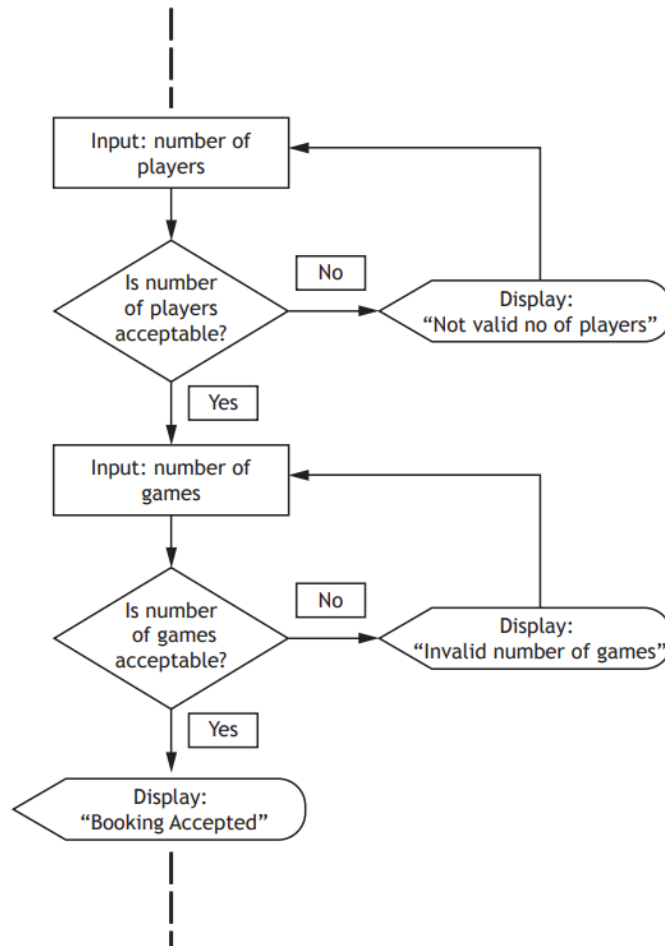 Input: number of
players
Is number
of players
acceptable?
No
Display:
“Not valid no of players”
Yes
Input: number of
games
Is number
of games
acceptable?
No
Display:
“Invalid number of games”
Yes
Display:
“Booking Accepted”